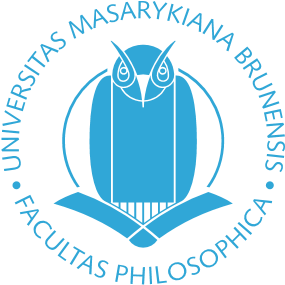 UNIVERSITAS MASARYKIANA BRUNENSIS
• FACULTAS PHILOSOPHICA •